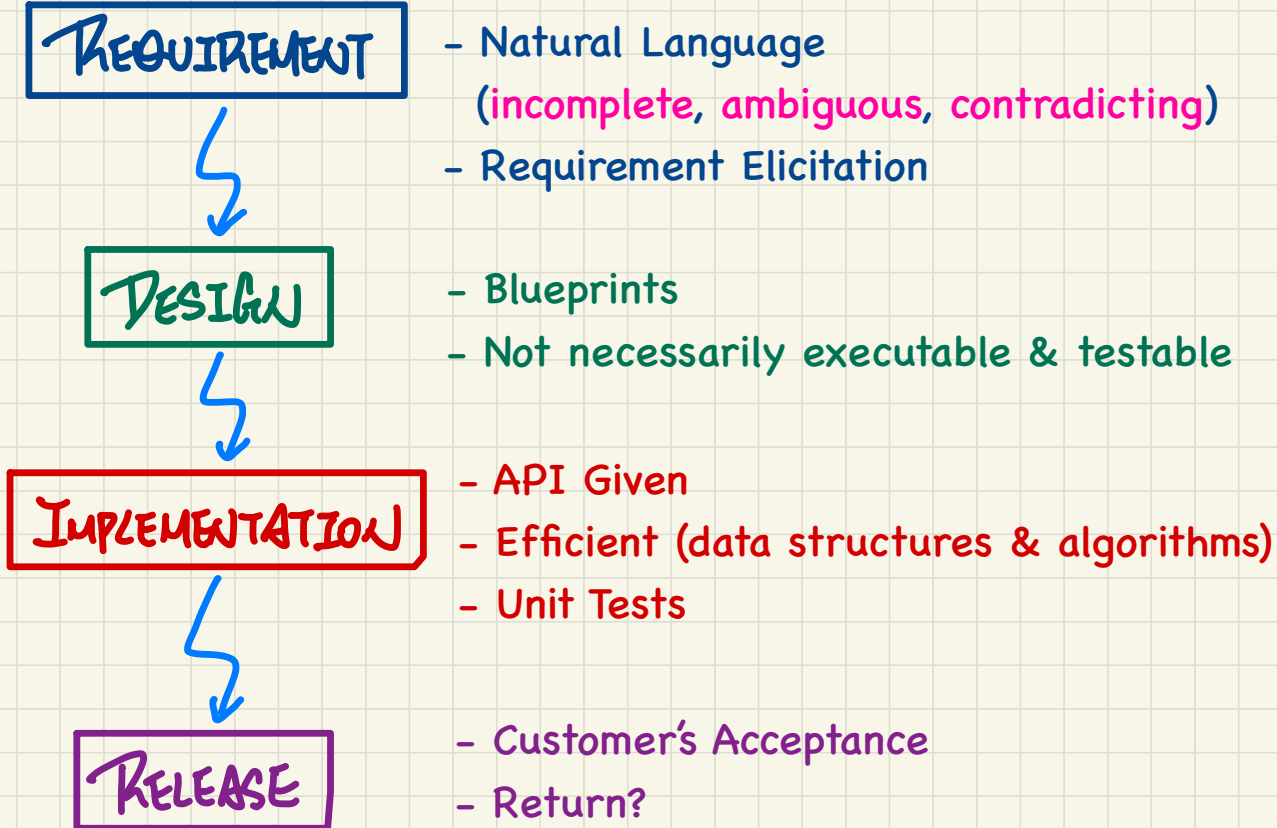 REQUIREMENT
- Natural Language
(incomplete, ambiguous, contradicting)
- Requirement Elicitation
DESIGN
- Blueprints
- Not necessarily executable & testable
IMPLEMENTATION
- API Given
- Efficient (data structures & algorithms)
- Unit Tests
RELEASE
- Customer's Acceptance
- Return?